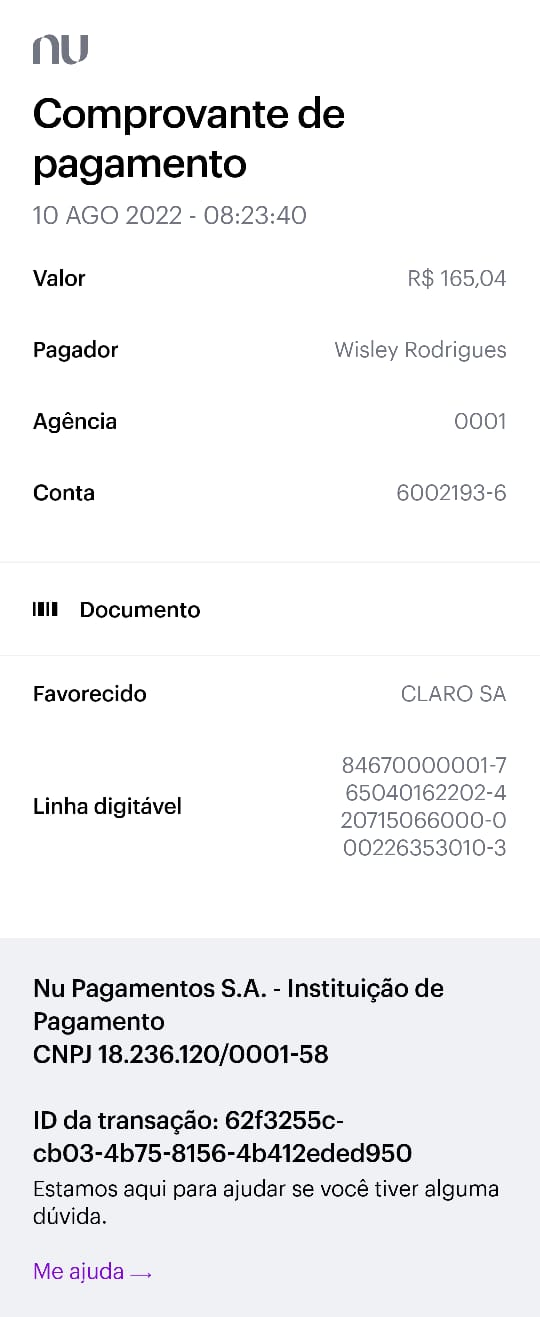 nu
Comprovante de
pagamento
10 AGO 2022 - 08:23:40
Valor R$ 165,04
Pagador Wisley Rodrigues
Agência 0001
Conta 6002193-6
Documento
Favorecido CLARO SA
Linha digitável
84670000001-7
65040162202-4
20715066000-0
00226353010-3
Nu Pagamentos S.A. - Instituição de
Pagamento
CNPJ 18.236.120/0001-58
ID da transação: 62f3255c-
cb03-4b75-8156-4b412eded950
Estamos aqui para ajudar se você tiver alguma
dúvida.
Me ajuda →